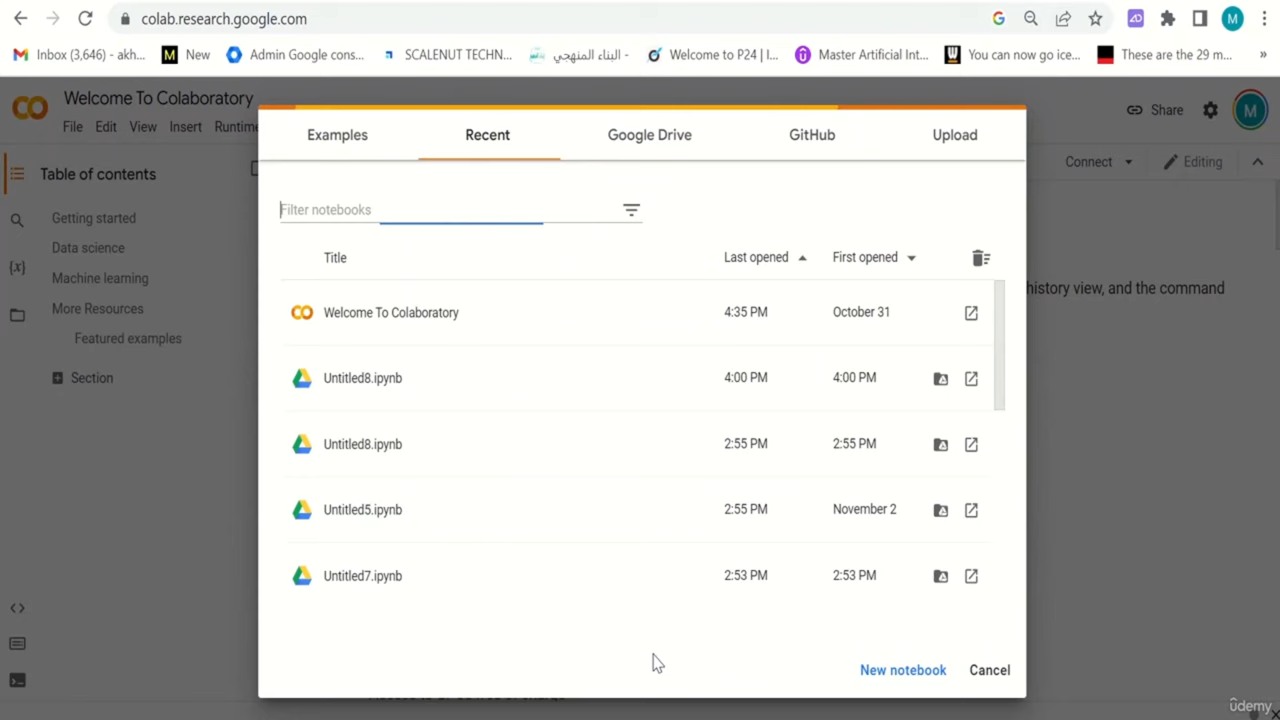 colab.research.google.com
Inbox (3,646) - akh... New Admin Google cons... SCALENUT TECHN... البناء المنهجي - Welcome to P24 | I... Master Artificial Int... You can now go ice... These are the 29 m... »
Welcome To Colaboratory
File Edit View Insert Runtime
Share M
Examples Recent Google Drive GitHub Upload
Connect Editing
Table of contents
Getting started
Data science
Machine learning
More Resources
Featured examples
Section
Filter notebooks
Title Last opened First opened
history view, and the command
Welcome To Colaboratory 4:35 PM October 31
Untitled8.ipynb 4:00 PM 4:00 PM
Untitled8.ipynb 2:55 PM 2:55 PM
Untitled5.ipynb 2:55 PM November 2
Untitled7.ipynb 2:53 PM 2:53 PM
New notebook Cancel
ûdemy